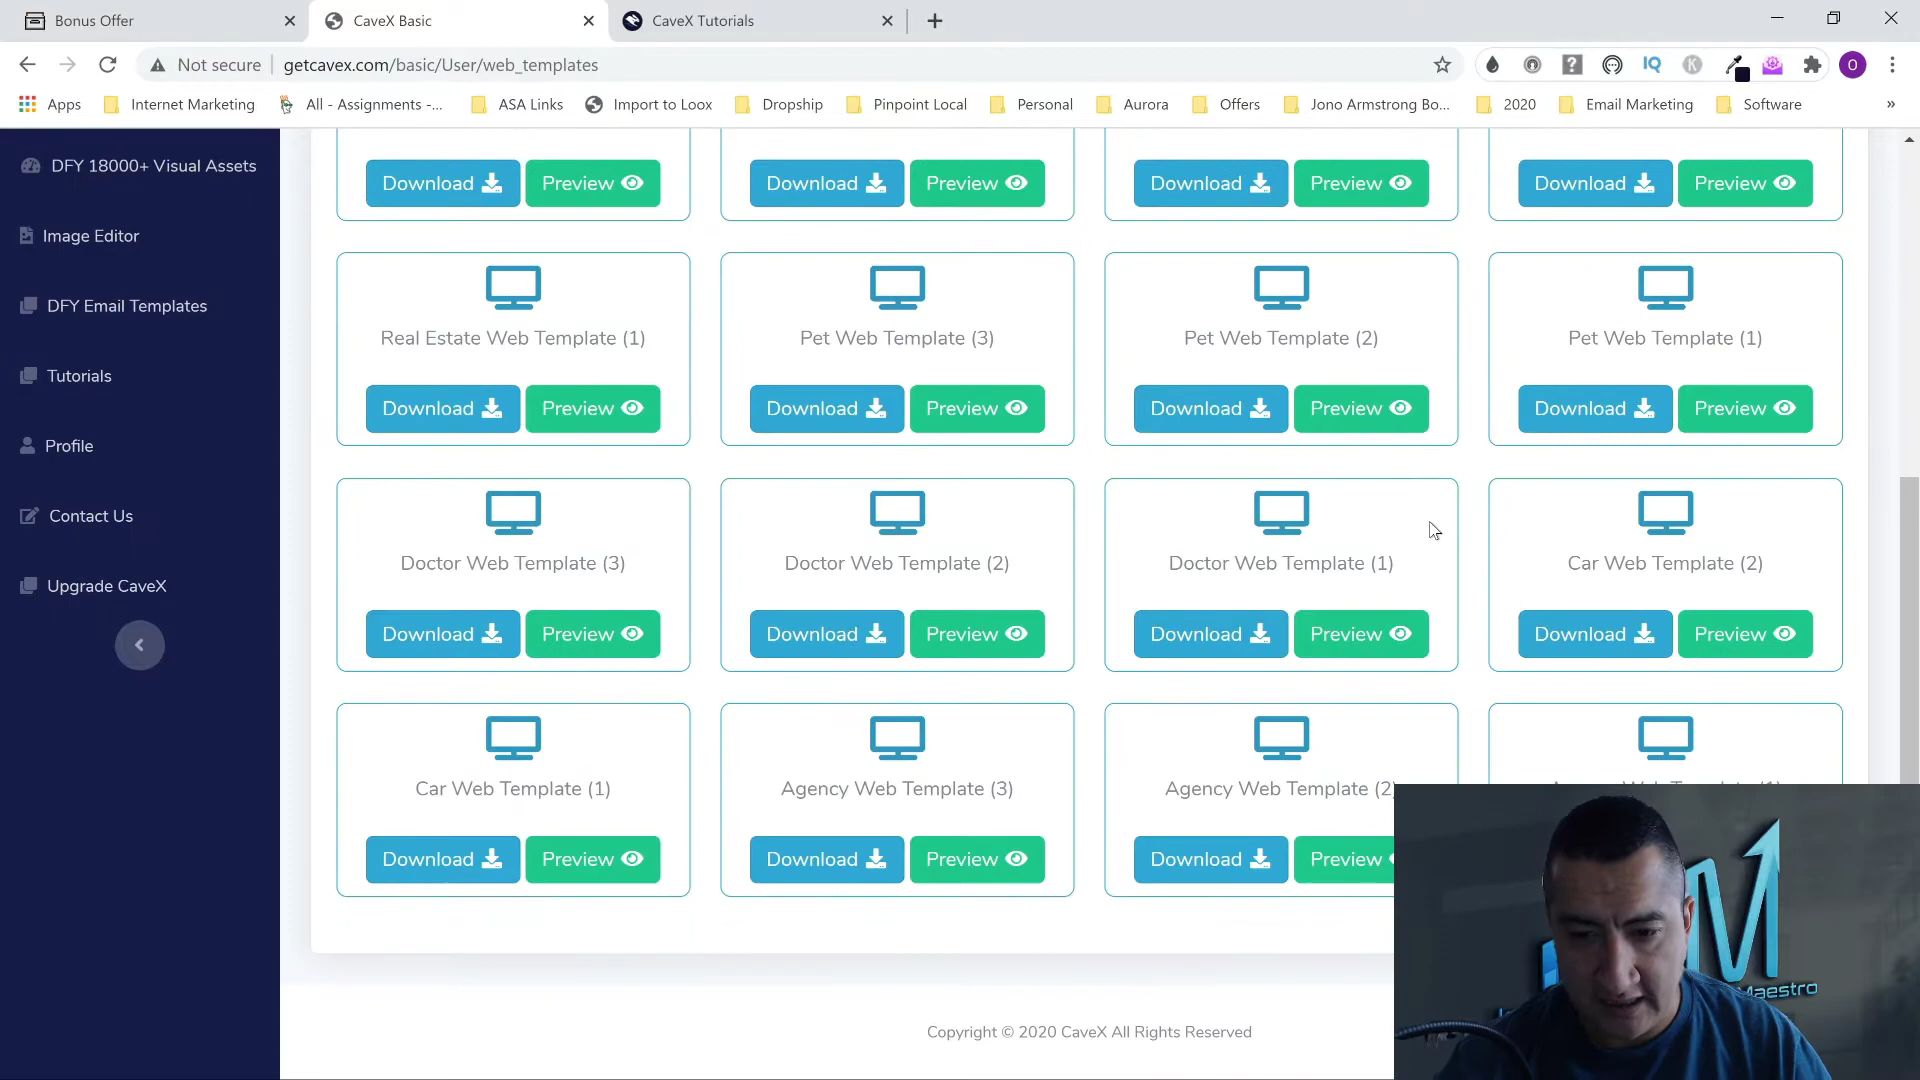 Bonus Offer
CaveX Basic
CaveX Tutorials
Not secure
getcavex.com/basic/User/web_templates
IQ
K
O
Apps
Internet Marketing
All - Assignments -...
ASA Links
Import to Loox
Dropship
Pinpoint Local
Personal
Aurora
Offers
Jono Armstrong Bo...
2020
Email Marketing
Software
»
DFY 18000+ Visual Assets
Image Editor
DFY Email Templates
Tutorials
Profile
Contact Us
Upgrade CaveX
Download Preview Download Preview Download Preview Download Preview
Real Estate Web Template (1) Pet Web Template (3) Pet Web Template (2) Pet Web Template (1)
Download Preview Download Preview Download Preview Download Preview
Doctor Web Template (3) Doctor Web Template (2) Doctor Web Template (1) Car Web Template (2)
Download Preview Download Preview Download Preview Download Preview
Car Web Template (1) Agency Web Template (3) Agency Web Template (2)
Download Preview Download Preview Download Preview
Copyright © 2020 CaveX All Rights Reserved
M
Maestro